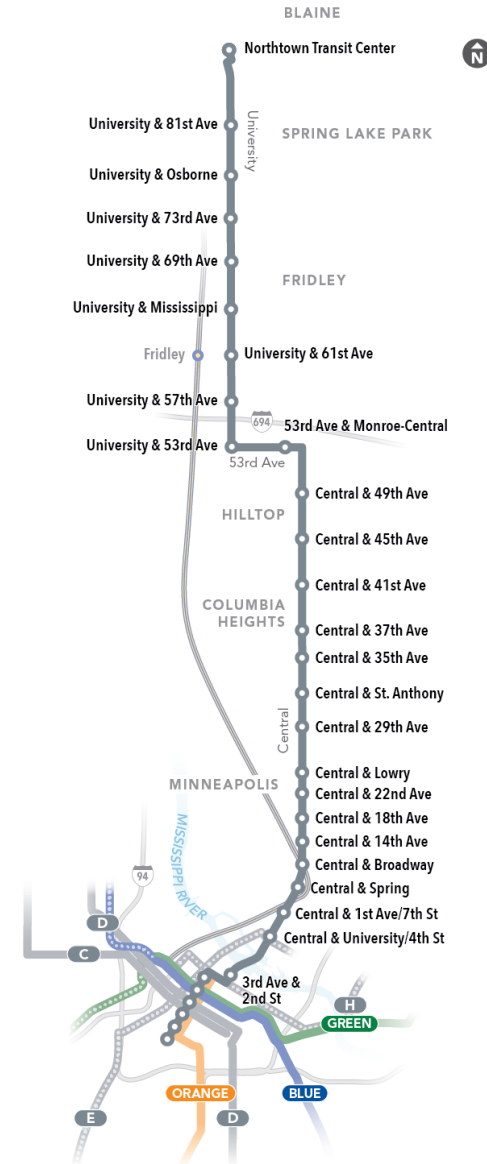 BLAINE
Northtown Transit Center
N
University & 81st Ave
University
SPRING LAKE PARK
University & Osborne
University & 73rd Ave
University & 69th Ave
FRIDLEY
University & Mississippi
Fridley
University & 61st Ave
University & 57th Ave
694
53rd Ave & Monroe-Central
University & 53rd Ave
53rd Ave
Central & 49th Ave
HILLTOP
Central & 45th Ave
Central & 41st Ave
COLUMBIA
HEIGHTS
Central & 37th Ave
Central & 35th Ave
Central & St. Anthony
Central
Central & 29th Ave
Central & Lowry
MINNEAPOLIS
Central & 22nd Ave
Central & 18th Ave
MISSISSIPPI RIVER
Central & 14th Ave
Central & Broadway
94
Central & Spring
Central & 1st Ave/7th St
D
Central & University/4th St
C
3rd Ave &
2nd St
H
GREEN
ORANGE
BLUE
E
D